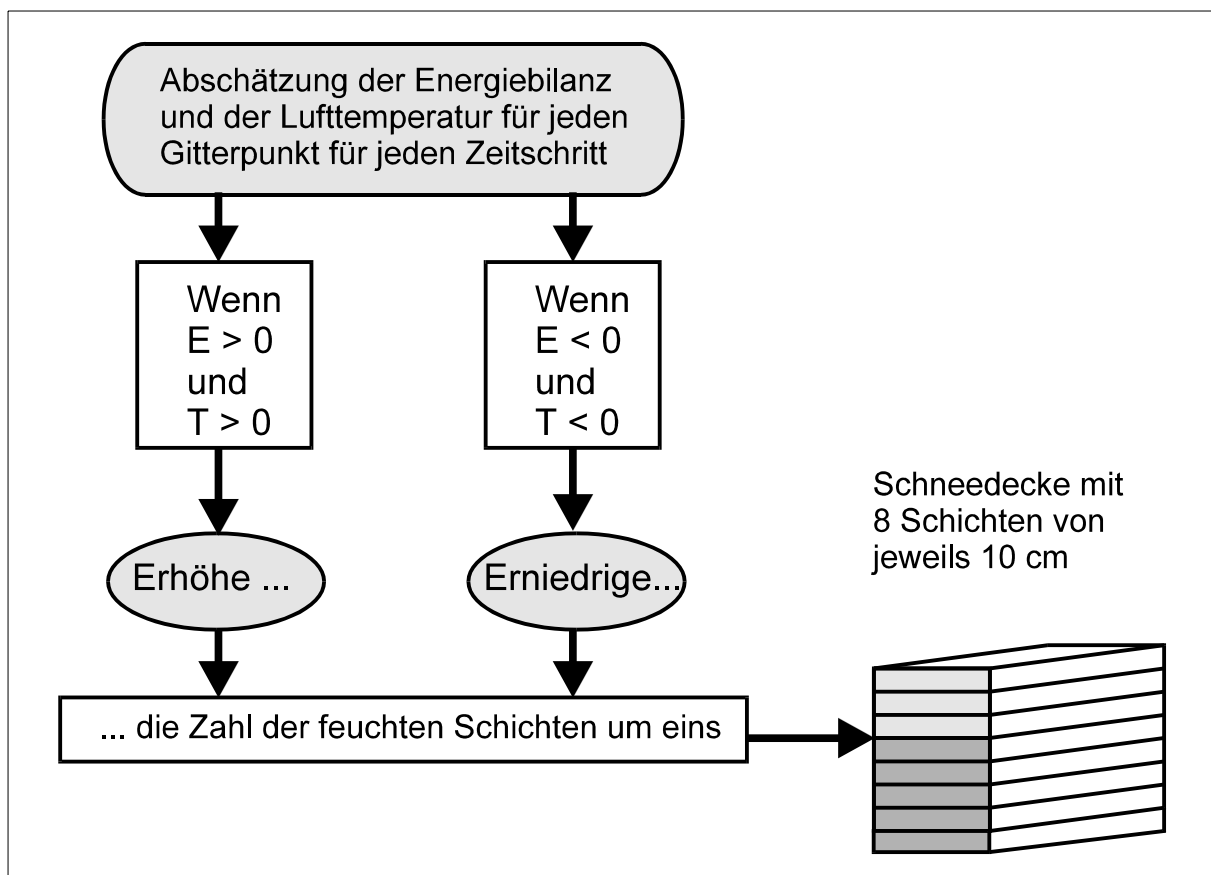 Abschätzung der Energiebilanz
und der Lufttemperatur für jeden
Gitterpunkt für jeden Zeitschritt
Wenn
E > 0
und
T > 0
Wenn
E < 0
und
T < 0
Erhöhe ...
Erniedrige...
... die Zahl der feuchten Schichten um eins
Schneedecke mit
8 Schichten von
jeweils 10 cm